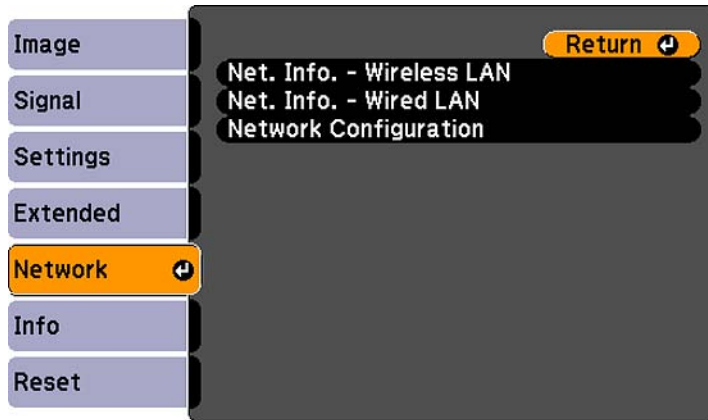 Image
Signal
Settings
Extended
Network
Info
Reset
Return
Net. Info. - Wireless LAN
Net. Info. - Wired LAN
Network Configuration